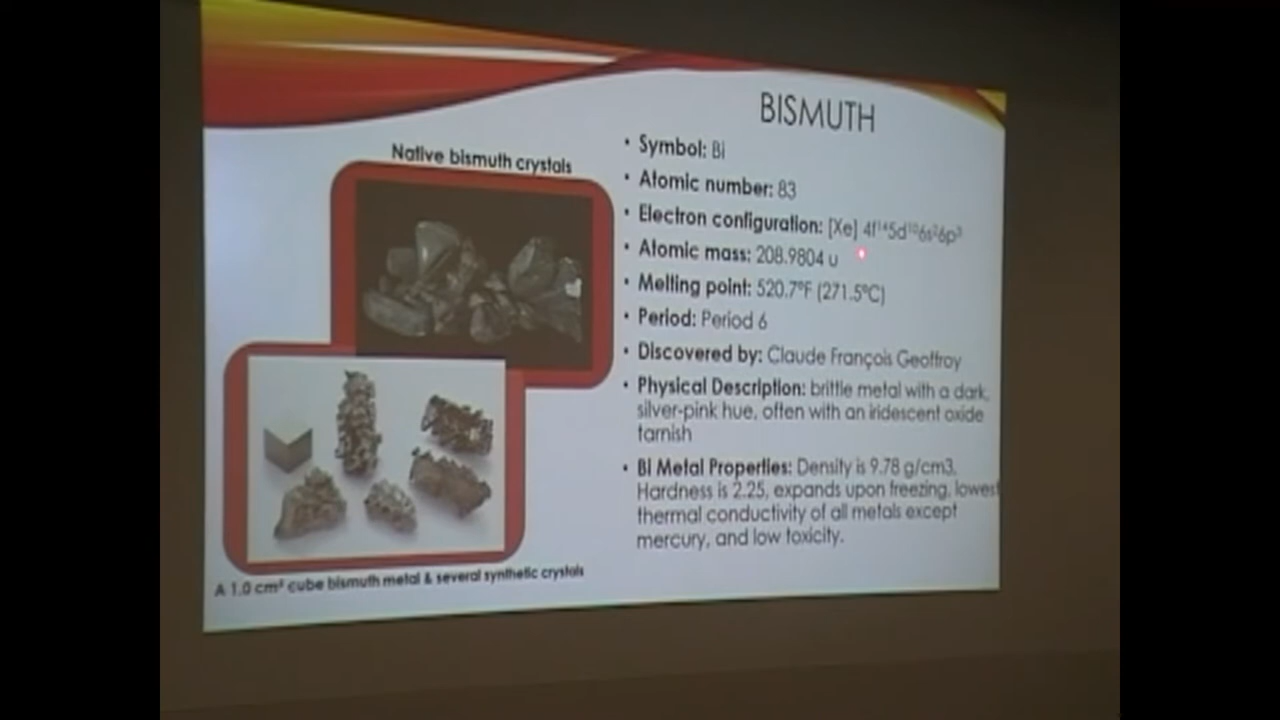 BISMUTH
Native bismuth crystals
• Symbol: Bi
• Atomic number: 83
• Electron configuration: [Xe] 4f¹⁴5d¹⁰6s²6p³
• Atomic mass: 208.9804 u
• Melting point: 520.7°F (271.5°C)
• Period: Period 6
• Discovered by: Claude François Geoffroy
• Physical Description: brittle metal with a dark,
silver-pink hue, often with an iridescent oxide
tarnish
• Bi Metal Properties: Density is 9.78 g/cm3,
Hardness is 2.25, expands upon freezing, lowest
thermal conductivity of all metals except
mercury, and low toxicity.
A 1.0 cm³ cube bismuth metal & several synthetic crystals